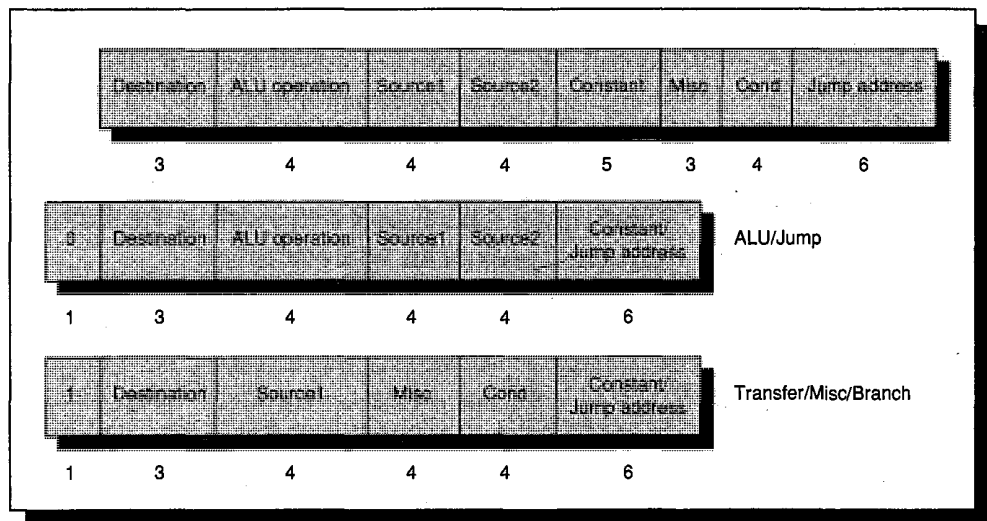 Destination ALU operation Source1 Source2 Constant Misc Cond Jump address
3 4 4 4 5 3 4 6
0 Destination ALU operation Source1 Source2 Constant/
Jump address
ALU/Jump
1 3 4 4 4 6
1 Destination Source1 Misc Cond Constant/
Jump address
Transfer/Misc/Branch
1 3 4 4 4 6